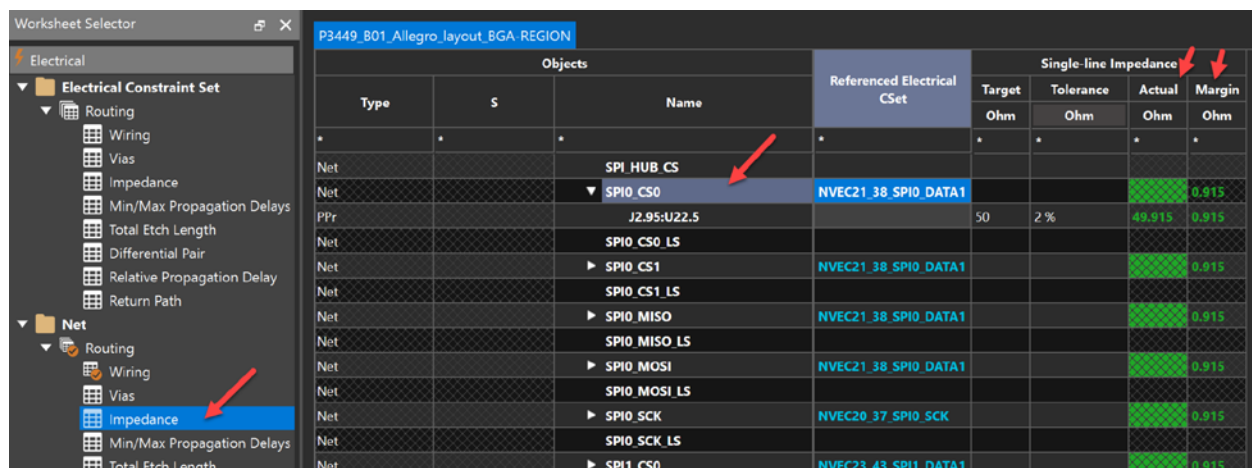 Worksheet Selector
Electrical
Electrical Constraint Set
Routing
Wiring
Vias
Impedance
Min/Max Propagation Delays
Total Etch Length
Differential Pair
Relative Propagation Delay
Return Path
Net
Routing
Wiring
Vias
Impedance
Min/Max Propagation Delays
Total Etch Length
P3449_B01_Allegro_layout_BGA-REGION
Objects Referenced Electrical CSet Single-line Impedance
Type S Name Target Tolerance Actual Margin
Ohm Ohm Ohm Ohm
* * * * * * * *
Net SPI_HUB_CS
Net SPI0_CS0 NVEC21_38_SPI0_DATA1 0.915
PPr J2.95:U22.5 50 2 % 49.915 0.915
Net SPI0_CS0_LS
Net SPI0_CS1 NVEC21_38_SPI0_DATA1 0.915
Net SPI0_CS1_LS
Net SPI0_MISO NVEC21_38_SPI0_DATA1 0.915
Net SPI0_MISO_LS
Net SPI0_MOSI NVEC21_38_SPI0_DATA1 0.915
Net SPI0_MOSI_LS
Net SPI0_SCK NVEC20_37_SPI0_SCK 0.915
Net SPI0_SCK_LS
Net SPI1_CS0 NVEC23_43_SPI1_DATA1 0.915